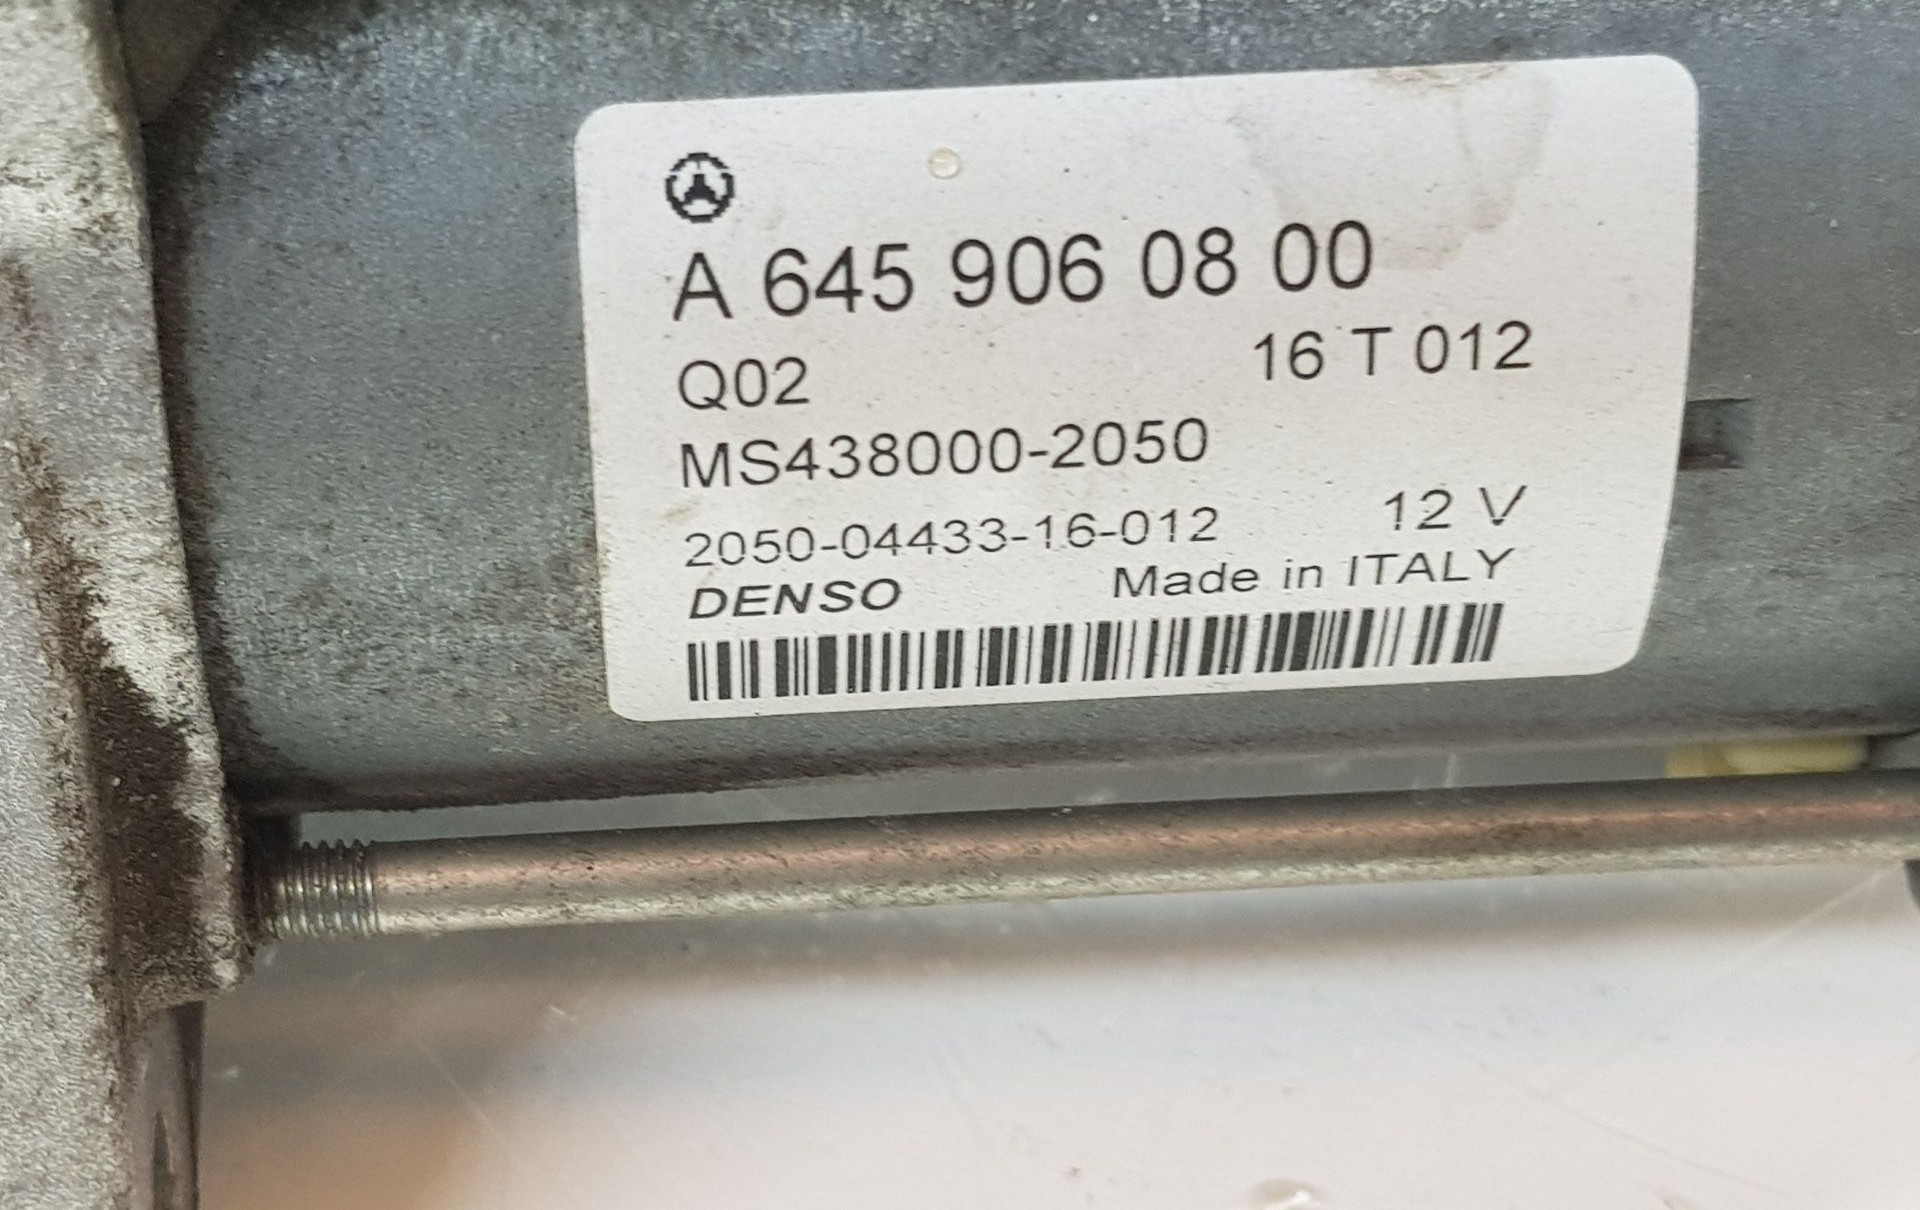 A 645 906 08 00
Q02 16 T 012
MS438000-2050
2050-04433-16-012 12 V
DENSO Made in ITALY